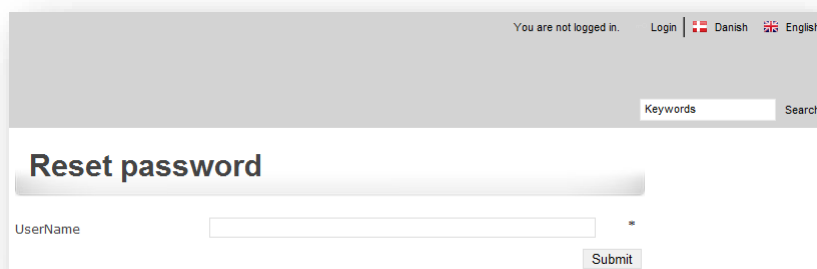 You are not logged in. Login Danish English
Keywords Search
Reset password
UserName *
Submit